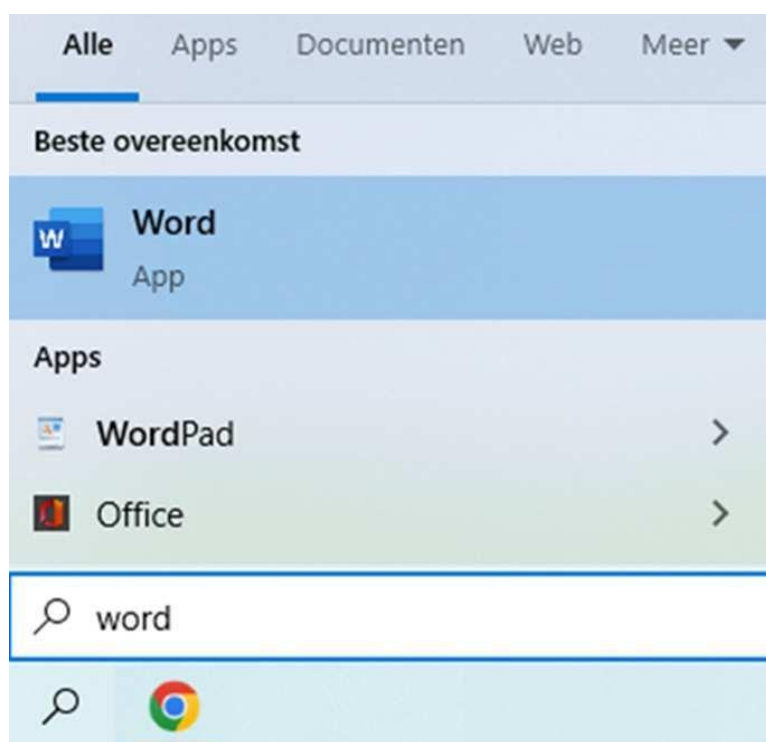 Alle Apps Documenten Web Meer
Beste overeenkomst
Word
App
Apps
WordPad
Office
word